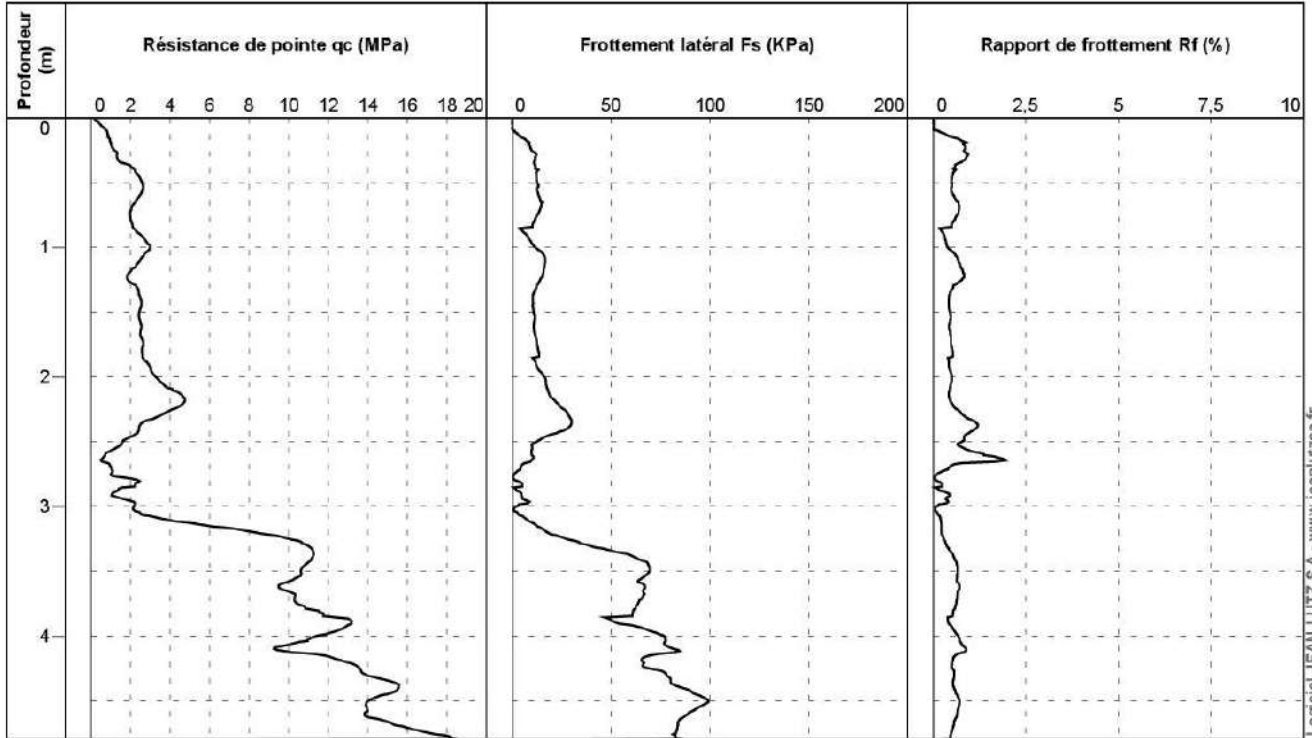 Profondeur
(m)
Résistance de pointe qc (MPa)
Frottement latéral Fs (KPa)
Rapport de frottement Rf (%)
0 2 4 6 8 10 12 14 16 18 20
0 50 100 150 200
0 2,5 5 7,5 10
0
1
2
3
4
JEAN LUTZ S.A.